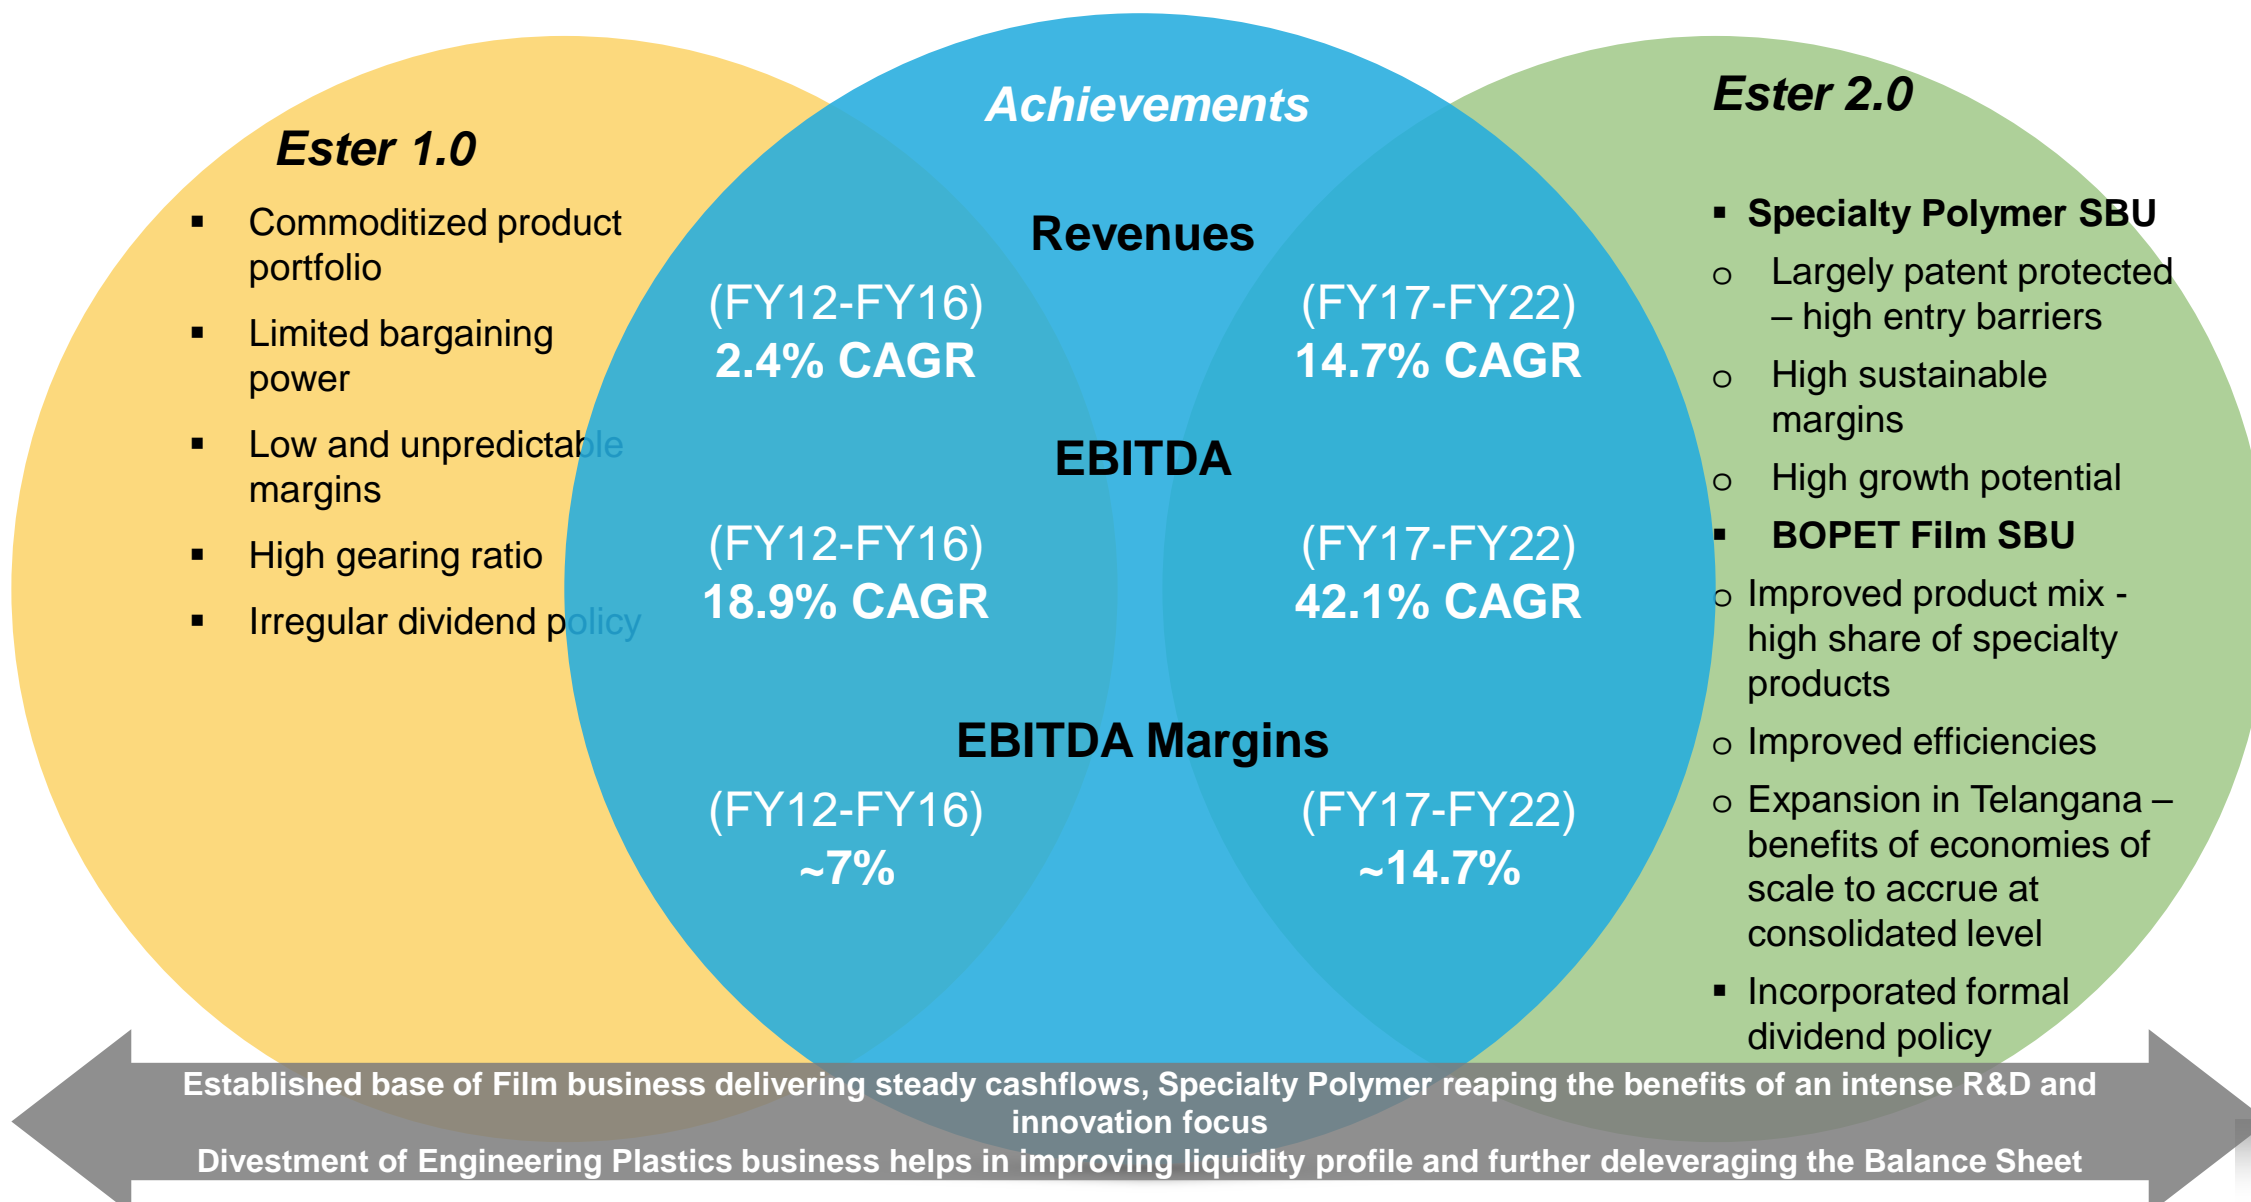 Ester 1.0
▪ Commoditized product
portfolio
▪ Limited bargaining
power
▪ Low and unpredictable
margins
▪ High gearing ratio
▪ Irregular dividend policy
Achievements
Revenues
(FY12-FY16)
2.4% CAGR
(FY17-FY22)
14.7% CAGR
EBITDA
(FY12-FY16)
18.9% CAGR
(FY17-FY22)
42.1% CAGR
EBITDA Margins
(FY12-FY16)
~7%
(FY17-FY22)
~14.7%
Ester 2.0
▪ Specialty Polymer SBU
o Largely patent protected
– high entry barriers
o High sustainable
margins
o High growth potential
▪ BOPET Film SBU
o Improved product mix -
high share of specialty
products
o Improved efficiencies
o Expansion in Telangana –
benefits of economies of
scale to accrue at
consolidated level
▪ Incorporated formal
dividend policy
Established base of Film business delivering steady cashflows, Specialty Polymer reaping the benefits of an intense R&D and
innovation focus
Divestment of Engineering Plastics business helps in improving liquidity profile and further deleveraging the Balance Sheet